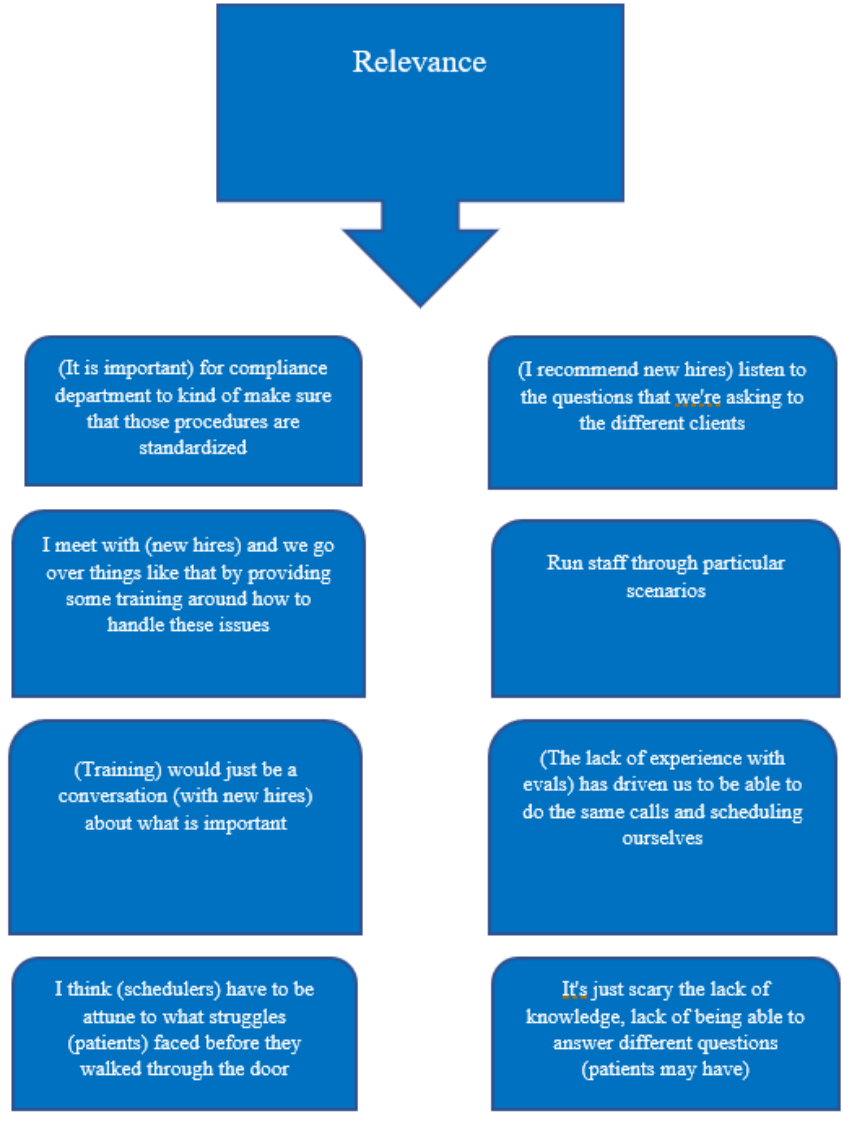 Relevance
(It is important) for compliance
department to kind of make sure
that those procedures are
standardized
(I recommend new hires) listen to
the questions that we're asking to
the different clients
I meet with (new hires) and we go
over things like that by providing
some training around how to
handle these issues
Run staff through particular
scenarios
(Training) would just be a
conversation (with new hires)
about what is important
(The lack of experience with
evals) has driven us to be able to
do the same calls and scheduling
ourselves
I think (schedulers) have to be
attune to what struggles
(patients) faced before they
walked through the door
It's just scary the lack of
knowledge, lack of being able to
answer different questions
(patients may have)